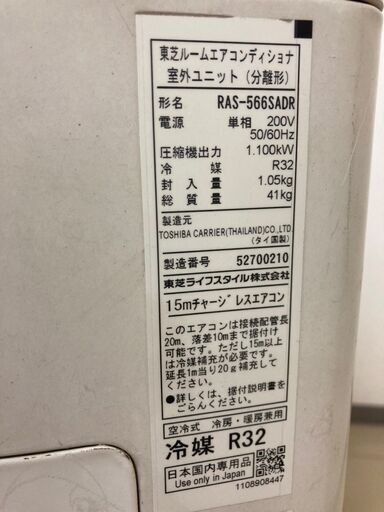 東芝ルームエアコンディショナ
室外ユニット（分離形）
形名 RAS-566SADR
電源 単相 200V
50/60Hz
圧縮機出力 1.100kW
冷媒 R32
封入量 1.05kg
総質量 41kg
製造元
TOSHIBA CARRIER(THAILAND)CO.,LTD.
(タイ国製)
製造番号 52700210
東芝ライフスタイル株式会社
15mチャージレスエアコン
このエアコンは接続配管長
20m、落差10mまで据付け
可能です。ただし15m以上
は冷媒補充が必要です。
延長1m当り20g補充して
ください。
●詳しくは、据付説明書を
ごらんください。
空冷式 冷房・暖房兼用
冷媒 R32
日本国内専用品
Use only in Japan
1108908447